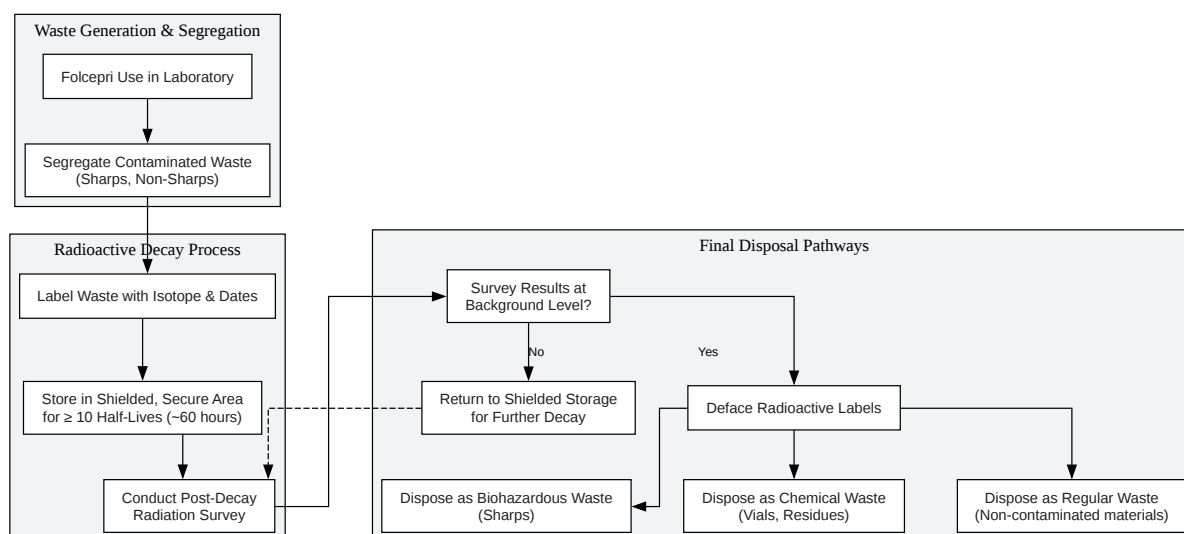 Waste Generation & Segregation
Folcepri Use in Laboratory
Segregate Contaminated Waste
(Sharps, Non-Sharps)
Radioactive Decay Process
Label Waste with Isotope & Dates
Store in Shielded, Secure Area
for ≥ 10 Half-Lives (~60 hours)
Conduct Post-Decay
Radiation Survey
Final Disposal Pathways
Survey Results at
Background Level?
No
Yes
Return to Shielded Storage
for Further Decay
Deface Radioactive Labels
Dispose as Biohazardous Waste
(Sharps)
Dispose as Chemical Waste
(Vials, Residues)
Dispose as Regular Waste
(Non-contaminated materials)